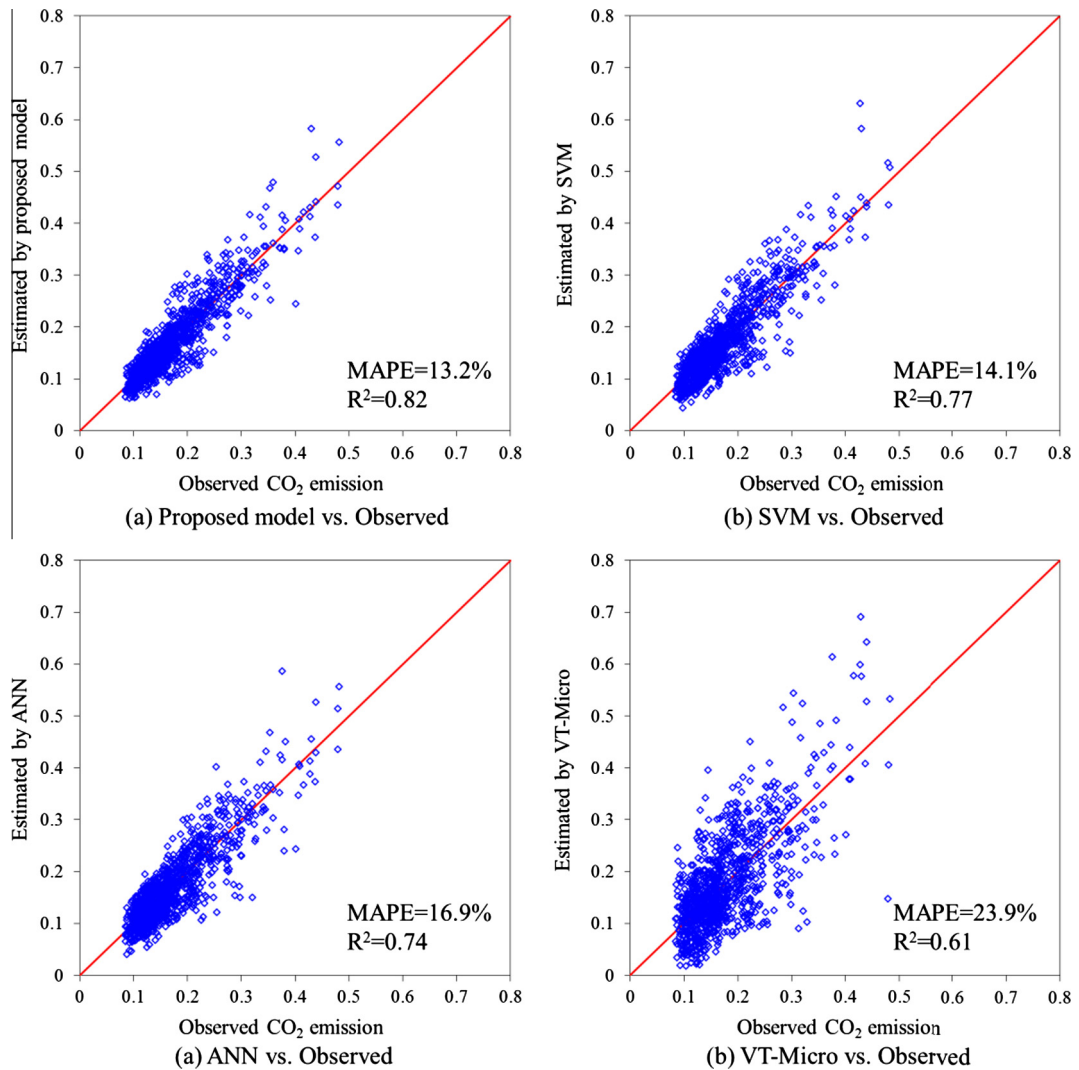 Estimated by proposed model
0.8
0.7
0.6
0.5
0.4
0.3
0.2
0.1
0
MAPE=13.2%
R²=0.82
0 0.1 0.2 0.3 0.4 0.5 0.6 0.7 0.8
Observed CO₂ emission
(a) Proposed model vs. Observed
Estimated by SVM
0.8
0.7
0.6
0.5
0.4
0.3
0.2
0.1
0
MAPE=14.1%
R²=0.77
0 0.1 0.2 0.3 0.4 0.5 0.6 0.7 0.8
Observed CO₂ emission
(b) SVM vs. Observed
Estimated by ANN
0.8
0.7
0.6
0.5
0.4
0.3
0.2
0.1
0
MAPE=16.9%
R²=0.74
0 0.1 0.2 0.3 0.4 0.5 0.6 0.7 0.8
Observed CO₂ emission
(a) ANN vs. Observed
Estimated by VT-Micro
0.8
0.7
0.6
0.5
0.4
0.3
0.2
0.1
0
MAPE=23.9%
R²=0.61
0 0.1 0.2 0.3 0.4 0.5 0.6 0.7 0.8
Observed CO₂ emission
(b) VT-Micro vs. Observed